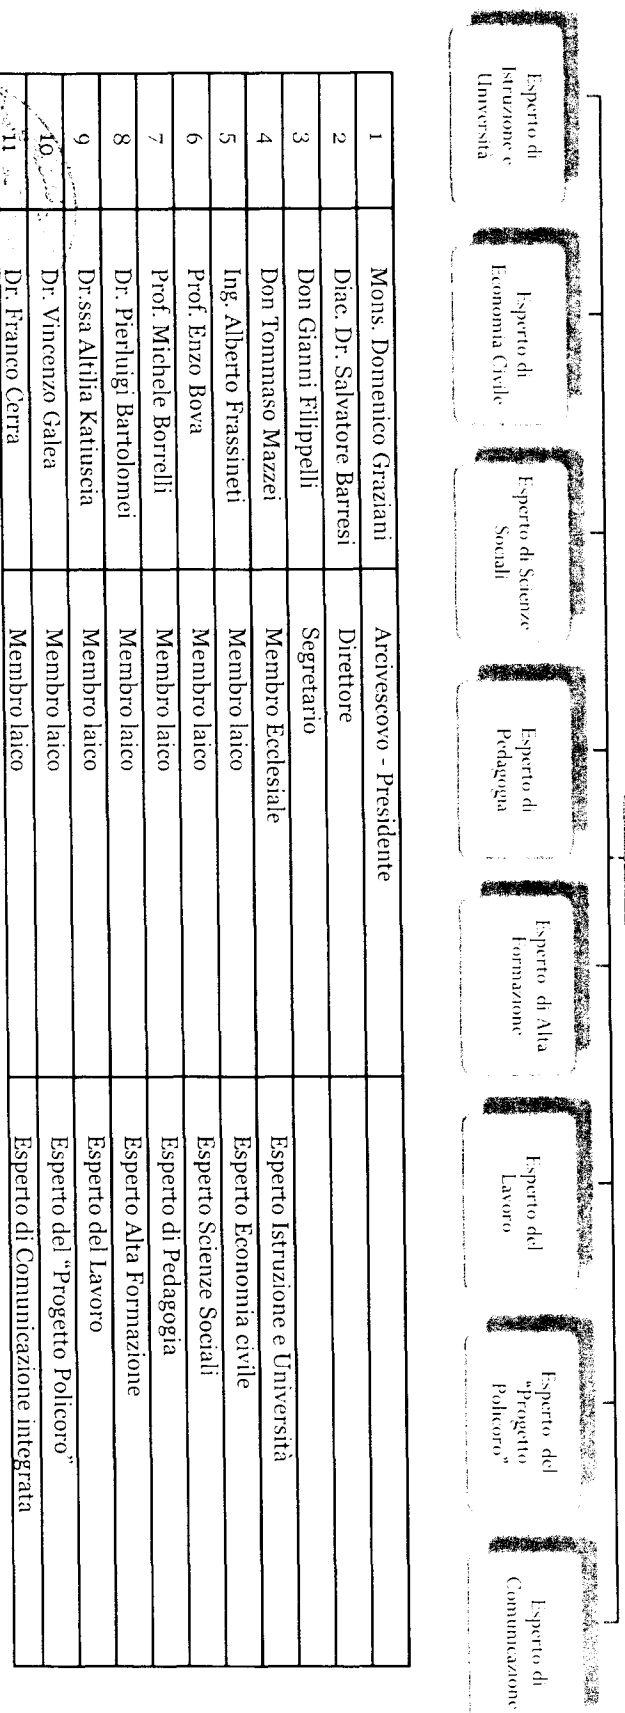 Esperto di
Istruzione e
Università
Esperto di
Economia Civile
Esperto di Scienze
Sociali
Esperto di
Pedagogia
Esperto di Alta
Formazione
Esperto del
Lavoro
Esperto del
"Progetto
Policoro"
Esperto di
Comunicazione
1 Mons. Domenico Graziani Arcivescovo - Presidente
2 Diac. Dr. Salvatore Barresi Direttore
3 Don Gianni Filippelli Segretario
4 Don Tommaso Mazzei Membro Ecclesiale Esperto Istruzione e Università
5 Ing. Alberto Frassineti Membro laico Esperto Economia civile
6 Prof. Enzo Bova Membro laico Esperto Scienze Sociali
7 Prof. Michele Borrelli Membro laico Esperto di Pedagogia
8 Dr. Pierluigi Bartolomei Membro laico Esperto Alta Formazione
9 Dr.ssa Altilia Katiuscia Membro laico Esperto del Lavoro
10 Dr. Vincenzo Galea Membro laico Esperto del "Progetto Policoro"
11 Dr. Franco Cerra Membro laico Esperto di Comunicazione integrata